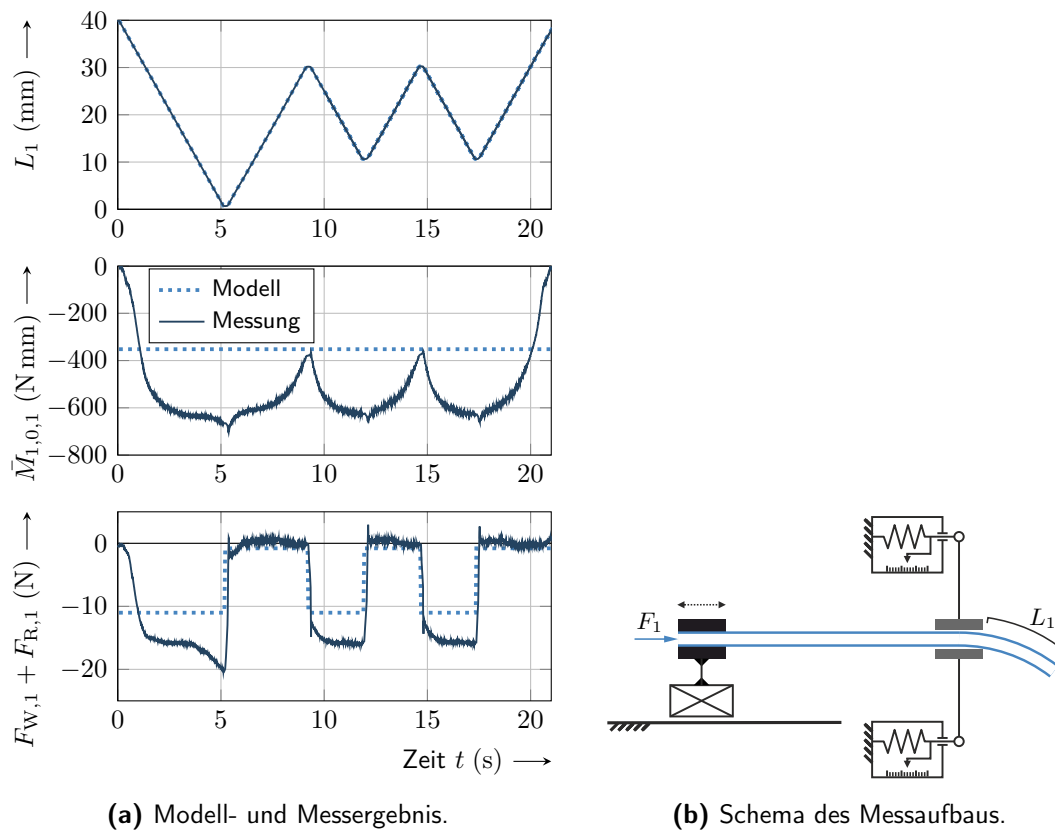 40
30
20
10
0
L₁ (mm) ⟶
0 5 10 15 20
0
−200
−400
−600
−800
M̄₁,₀,₁ (N mm) ⟶
Modell
Messung
0 5 10 15 20
0
−10
−20
F_W,1 + F_R,1 (N) ⟶
0 5 10 15 20
Zeit t (s) ⟶
(a) Modell- und Messergebnis.
F₁
L₁
(b) Schema des Messaufbaus.